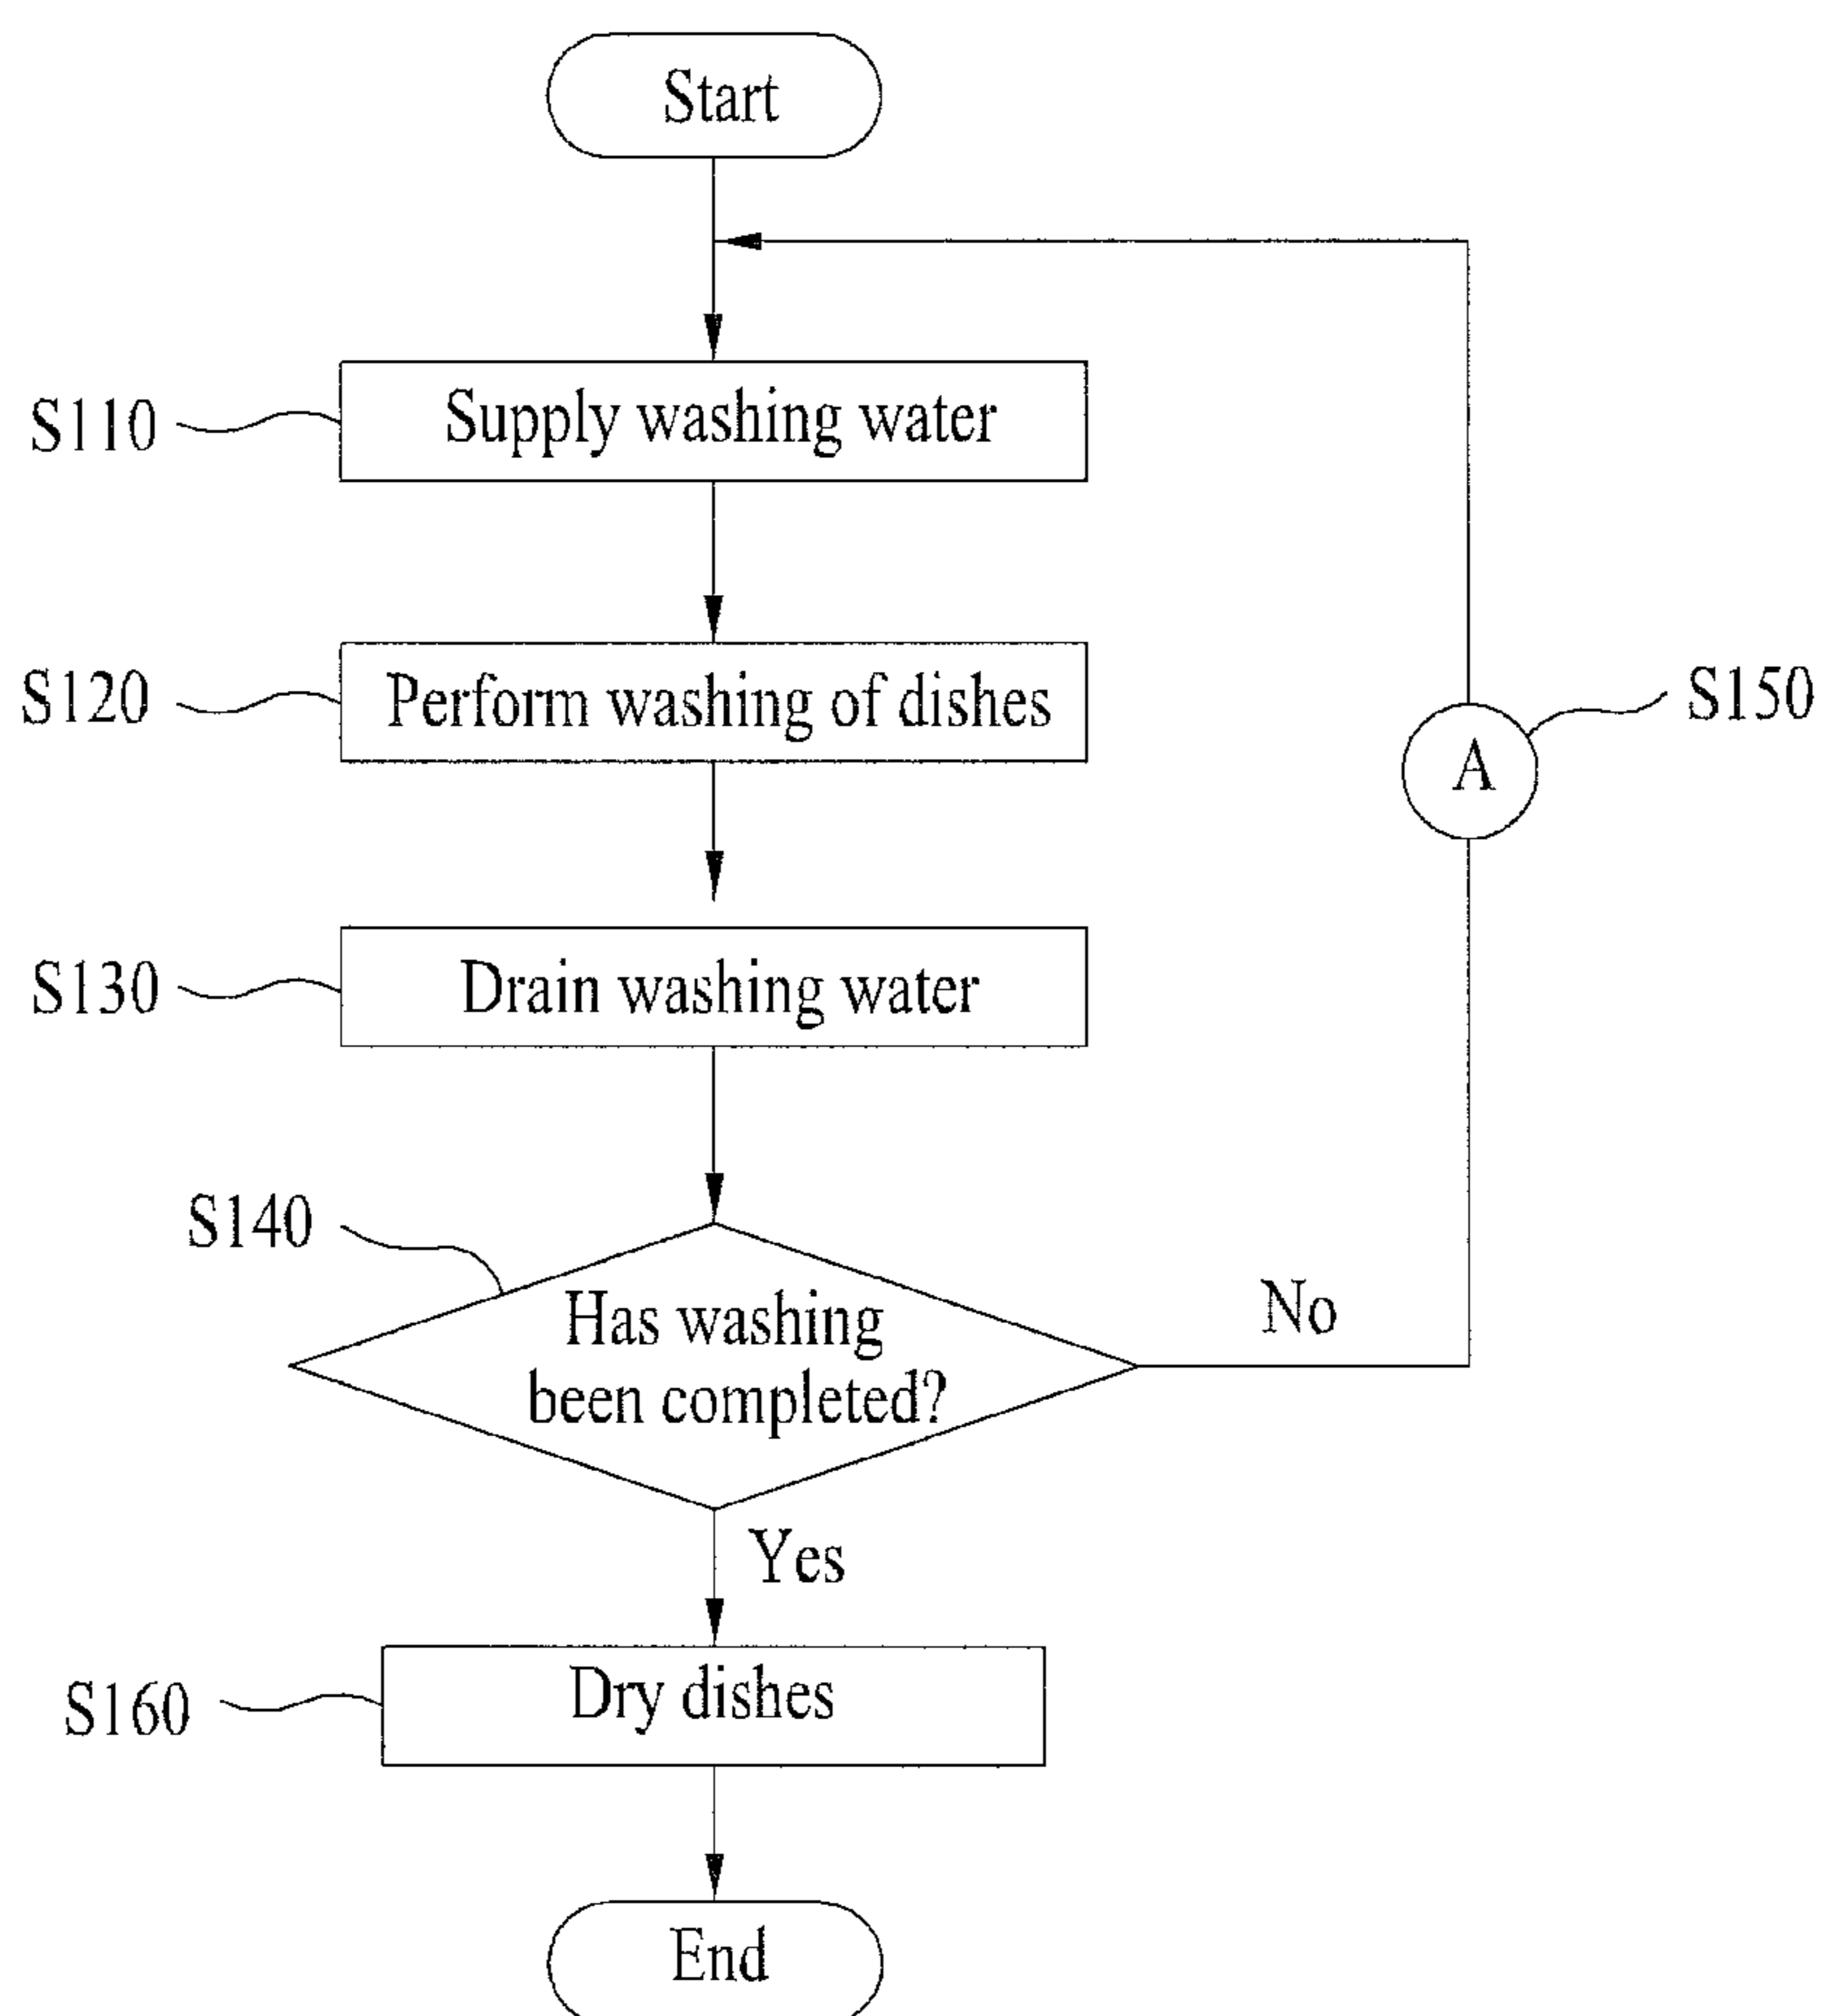 Start
S110
Supply washing water
S120
Perform washing of dishes
S150
A
S130
Drain washing water
S140
Has washing
been completed?
No
Yes
S160
Dry dishes
End